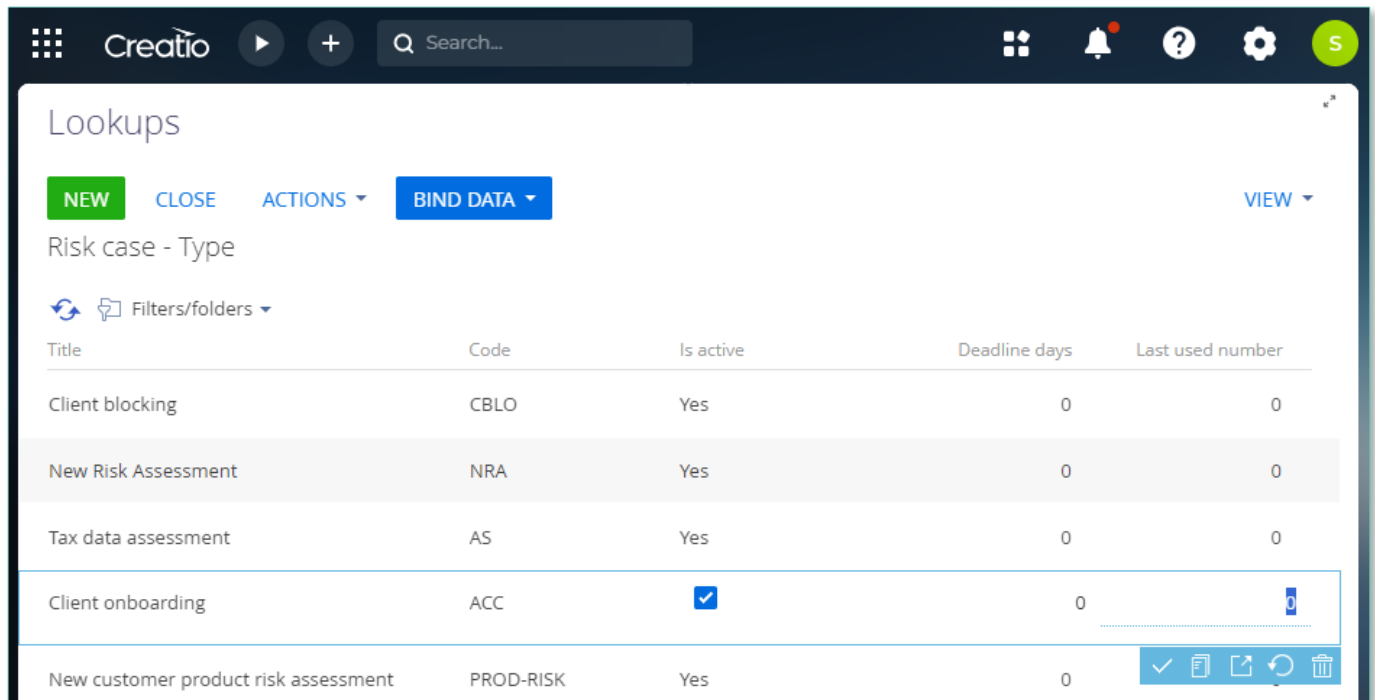 Creatio Search... S
Lookups
NEW CLOSE ACTIONS BIND DATA VIEW
Risk case - Type
Filters/folders
Title Code Is active Deadline days Last used number
Client blocking CBLO Yes 0 0
New Risk Assessment NRA Yes 0 0
Tax data assessment AS Yes 0 0
Client onboarding ACC 0 0
New customer product risk assessment PROD-RISK Yes 0